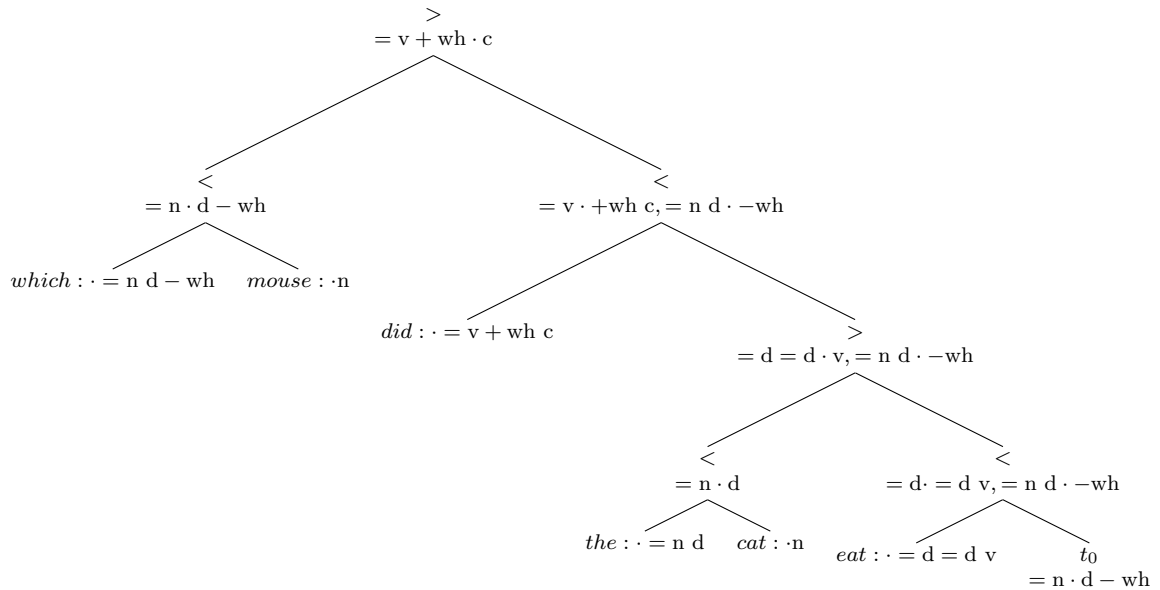 >
= v + wh · c
<
= n · d − wh
<
= v · +wh c, = n d · −wh
which : · = n d − wh
mouse : ·n
did : · = v + wh c
>
= d = d · v, = n d · −wh
<
= n · d
<
= d· = d v, = n d · −wh
the : · = n d
cat : ·n
eat : · = d = d v
t₀
= n · d − wh